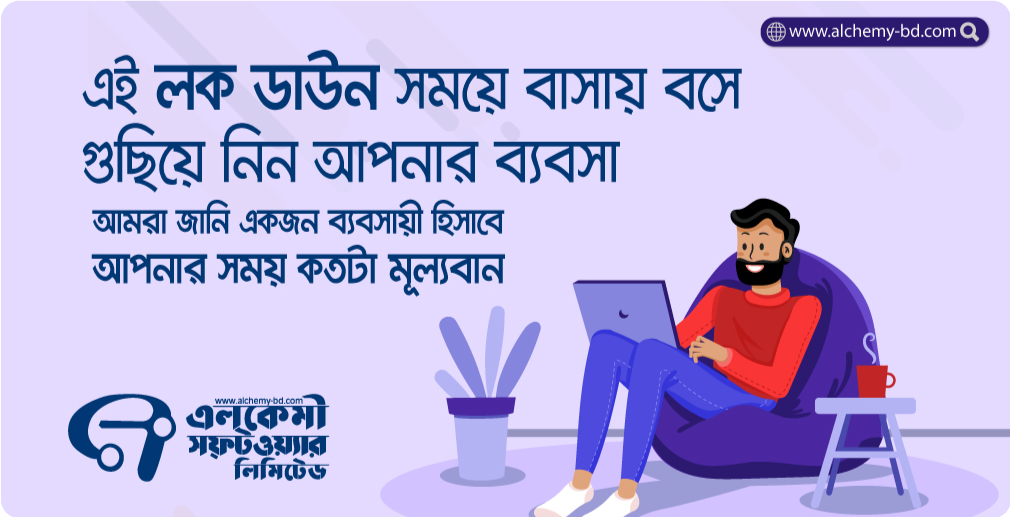 www.alchemy-bd.com
এই লক ডাউন সময়ে বাসায় বসে
গুছিয়ে নিন আপনার ব্যবসা
আমরা জানি একজন ব্যবসায়ী হিসাবে
আপনার সময় কতটা মূল্যবান
www.alchemy-bd.com
এলকেমী
সফ্টওয়্যার
লিমিটেড